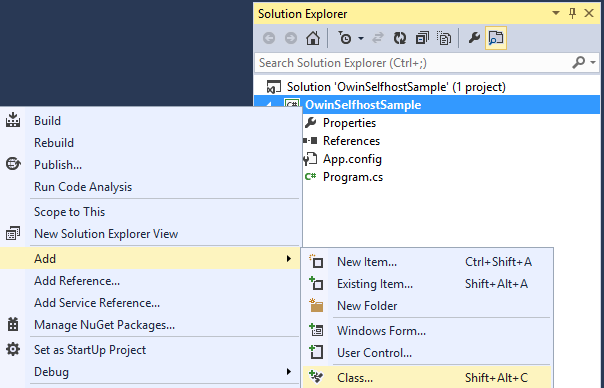 Solution Explorer
Search Solution Explorer (Ctrl+;)
Solution 'OwinSelfhostSample' (1 project)
C# OwinSelfhostSample
Properties
References
App.config
C# Program.cs
Build
Rebuild
Publish...
Run Code Analysis
Scope to This
New Solution Explorer View
Add
Add Reference...
Add Service Reference...
Manage NuGet Packages...
Set as StartUp Project
Debug
New Item... Ctrl+Shift+A
Existing Item... Shift+Alt+A
New Folder
Windows Form...
User Control...
Class... Shift+Alt+C